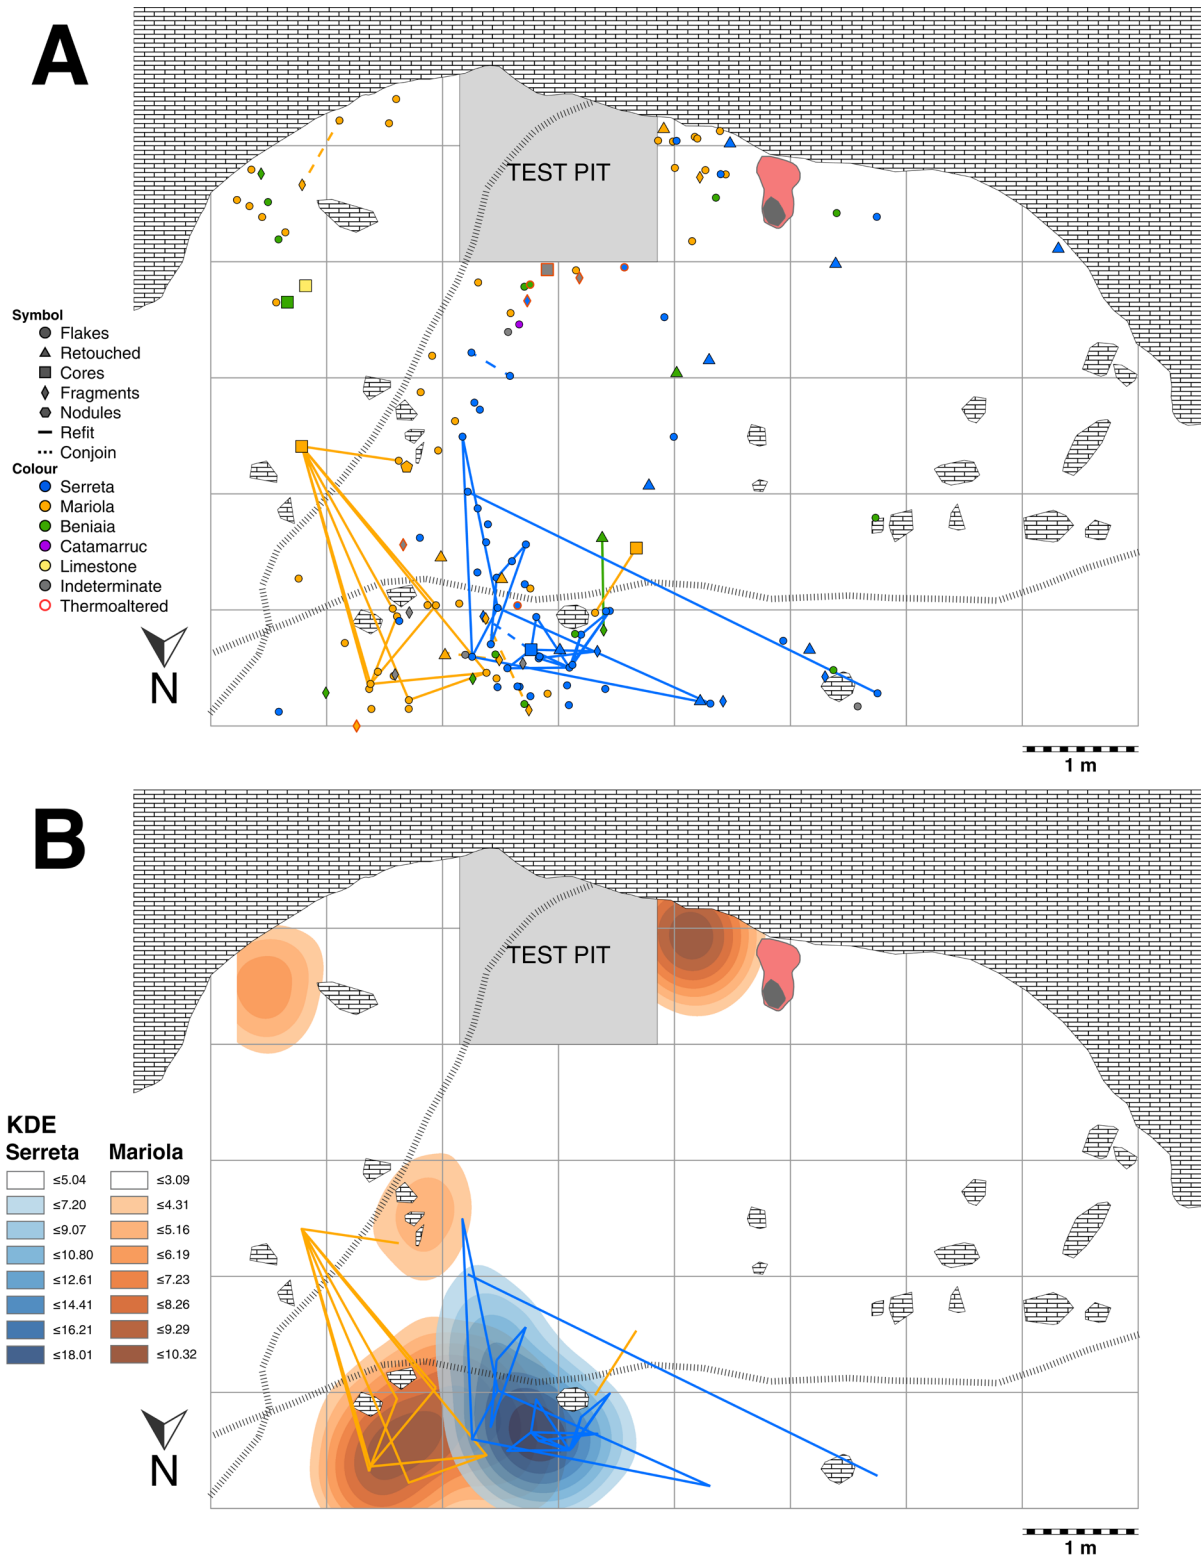 A
TEST PIT
Symbol
Flakes
Retouched
Cores
Fragments
Nodules
Refit
Conjoin
Colour
Serreta
Mariola
Beniaia
Catamarruc
Limestone
Indeterminate
Thermoaltered
N
1 m
B
TEST PIT
KDE
Serreta Mariola
≤5.04 ≤3.09
≤7.20 ≤4.31
≤9.07 ≤5.16
≤10.80 ≤6.19
≤12.61 ≤7.23
≤14.41 ≤8.26
≤16.21 ≤9.29
≤18.01 ≤10.32
N
1 m